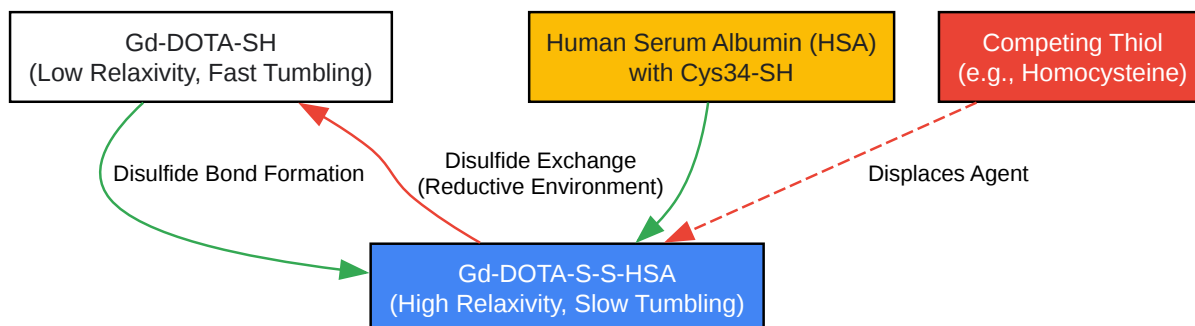 Gd-DOTA-SH
(Low Relaxivity, Fast Tumbling)
Human Serum Albumin (HSA)
with Cys34-SH
Competing Thiol
(e.g., Homocysteine)
Disulfide Bond Formation
Disulfide Exchange
(Reductive Environment)
Displaces Agent
Gd-DOTA-S-S-HSA
(High Relaxivity, Slow Tumbling)